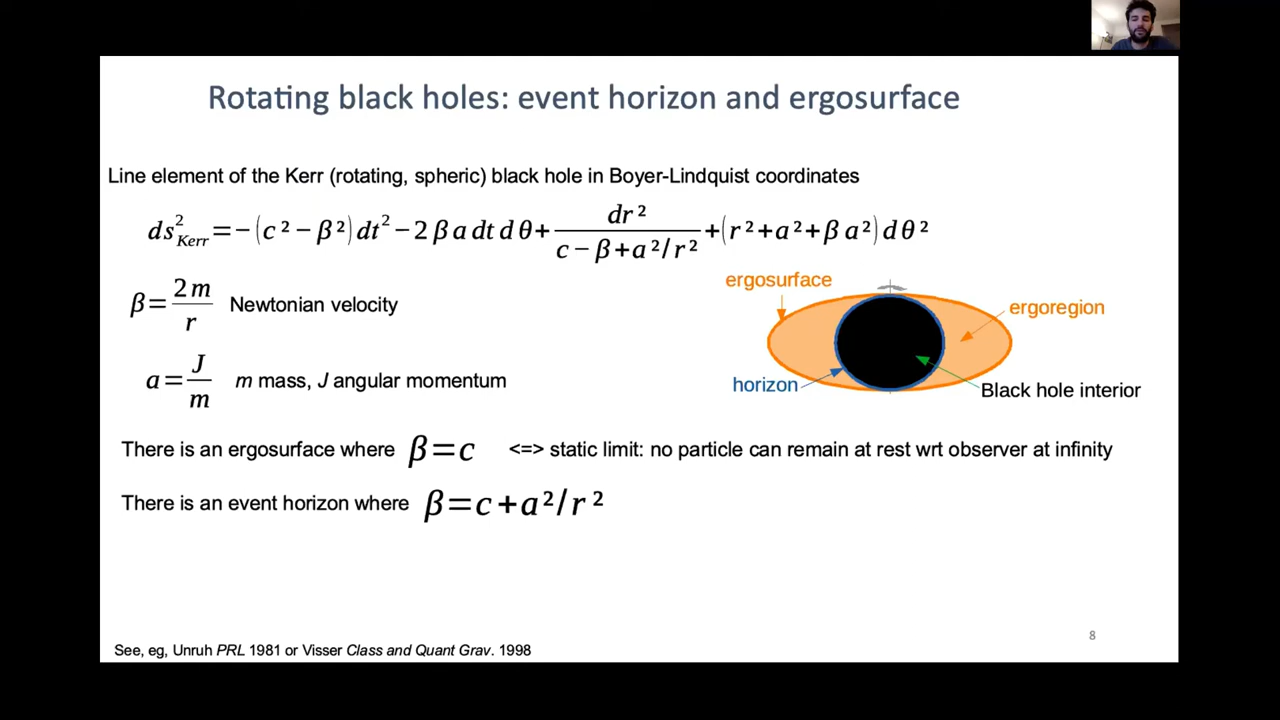 Rotating black holes: event horizon and ergosurface
Line element of the Kerr (rotating, spheric) black hole in Boyer-Lindquist coordinates
ds²_Kerr = −(c² − β²)dt² − 2βa dt dθ + dr² / (c − β + a²/r²) + (r² + a² + βa²)dθ²
β = 2m / r Newtonian velocity
a = J / m m mass, J angular momentum
ergosurface
ergoregion
horizon
Black hole interior
There is an ergosurface where β = c <=> static limit: no particle can remain at rest wrt observer at infinity
There is an event horizon where β = c + a²/r²
8
See, eg, Unruh PRL 1981 or Visser Class and Quant Grav. 1998